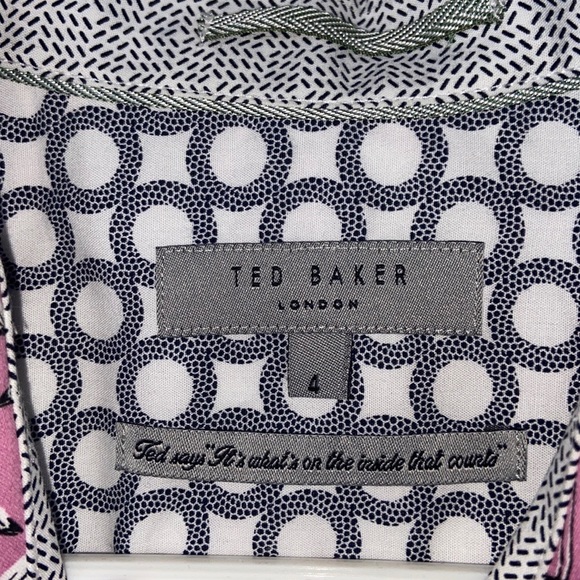 TED BAKER
LONDON
4
Ted says "It's what's on the inside that counts"